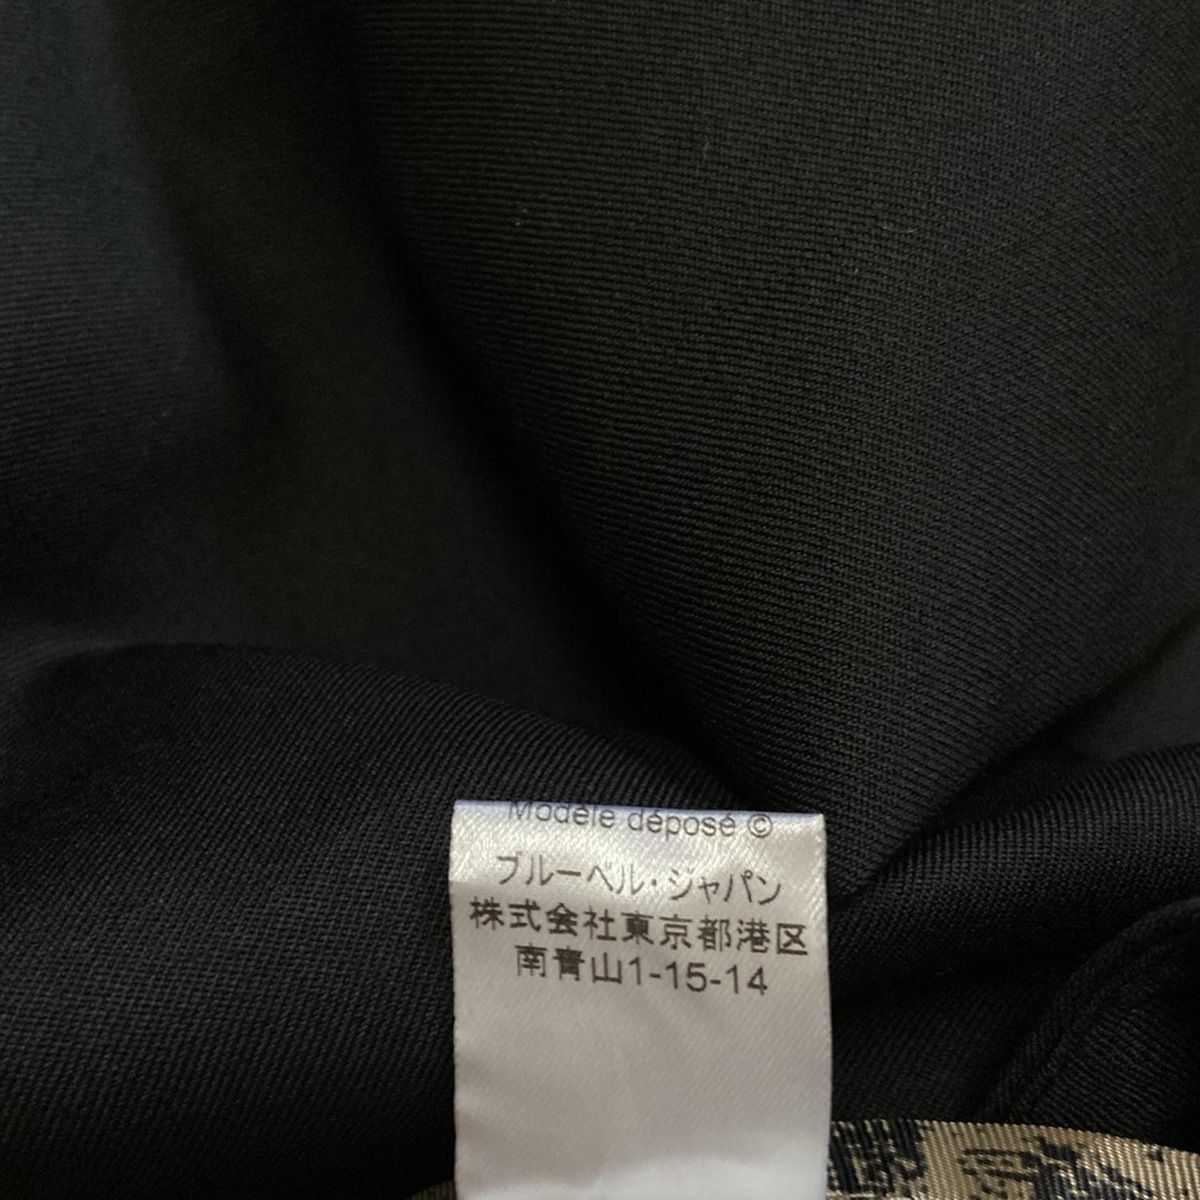 Modèle déposé ©
ブルーベル・ジャパン
株式会社東京都港区
南青山1-15-14